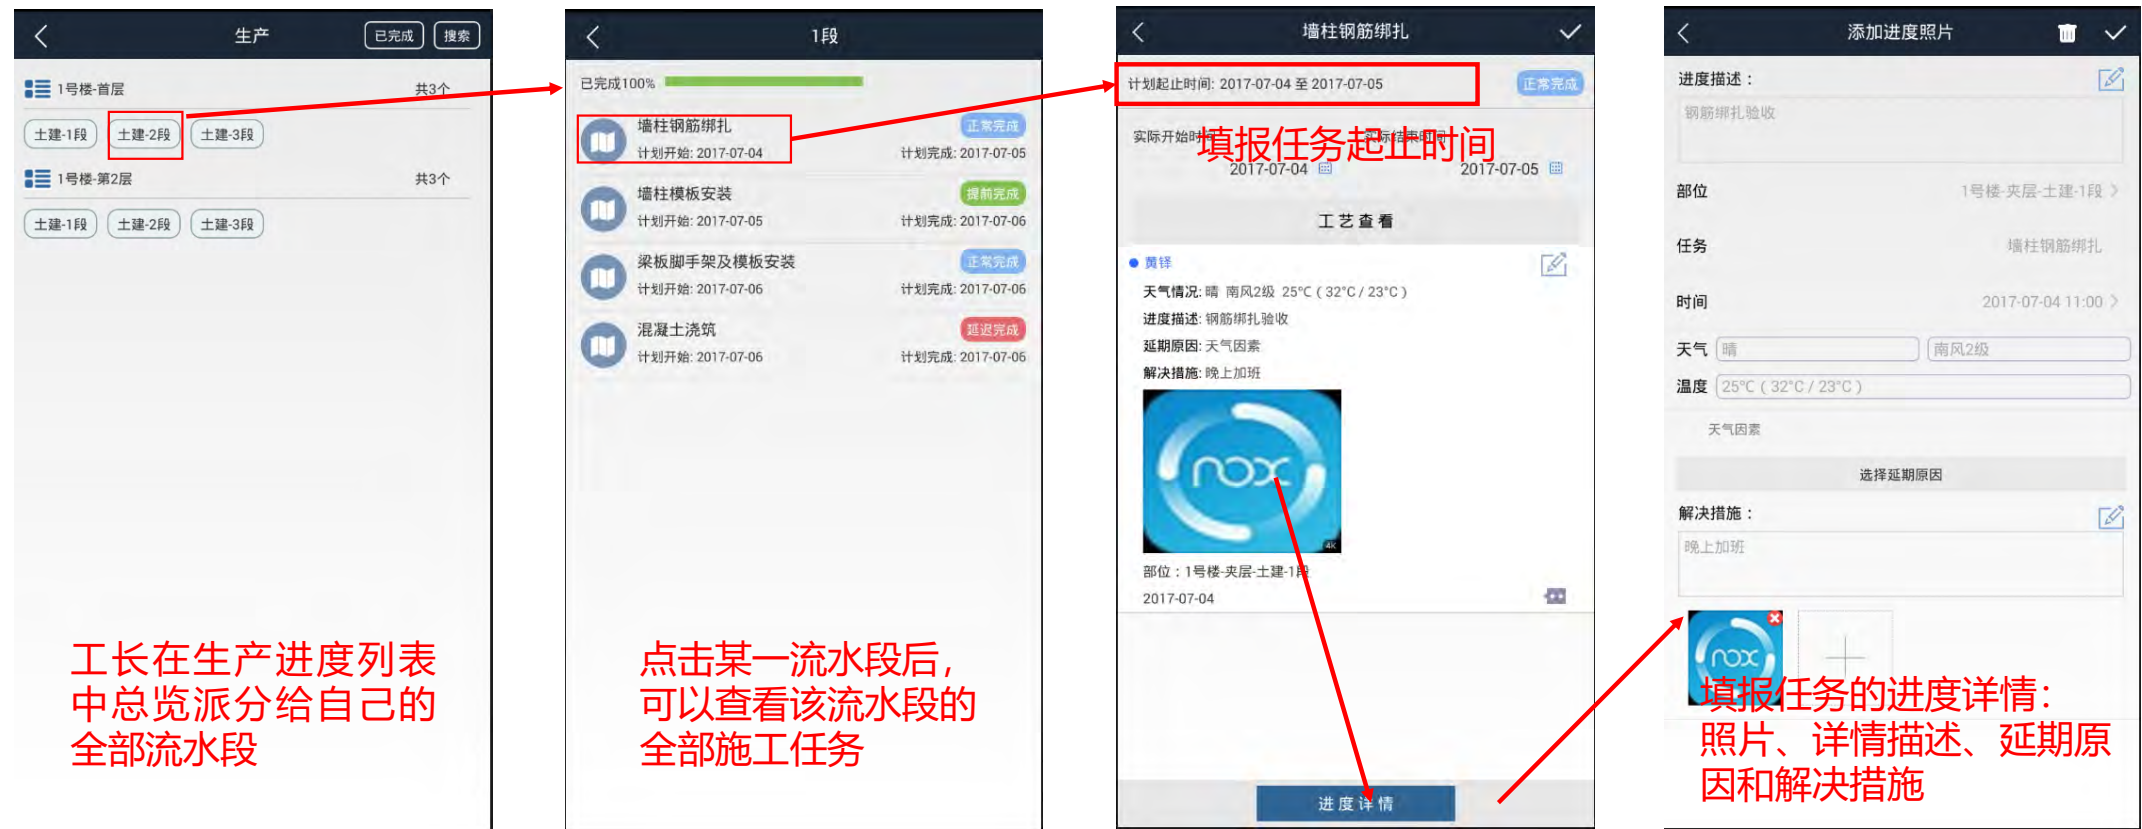 生产
已完成
搜索
1号楼-首层
共3个
土建-1段
土建-2段
土建-3段
1号楼-第2层
共3个
土建-1段
土建-2段
土建-3段
工长在生产进度列表
中总览派分给自己的
全部流水段
1段
已完成100%
墙柱钢筋绑扎
正常完成
计划开始: 2017-07-04
计划完成: 2017-07-05
墙柱模板安装
提前完成
计划开始: 2017-07-05
计划完成: 2017-07-06
梁板脚手架及模板安装
正常完成
计划开始: 2017-07-06
计划完成: 2017-07-06
混凝土浇筑
延迟完成
计划开始: 2017-07-06
计划完成: 2017-07-06
点击某一流水段后，
可以查看该流水段的
全部施工任务
墙柱钢筋绑扎
计划起止时间: 2017-07-04 至 2017-07-05
正常完成
实际开始时间
实际结束时间
填报任务起止时间
2017-07-04
2017-07-05
工艺查看
黄铎
天气情况: 晴 南风2级 25°C ( 32°C / 23°C )
进度描述: 钢筋绑扎验收
延期原因: 天气因素
解决措施: 晚上加班
nox
4K
部位：1号楼-夹层-土建-1段
2017-07-04
进度详情
添加进度照片
进度描述：
钢筋绑扎验收
部位
1号楼-夹层-土建-1段
任务
墙柱钢筋绑扎
时间
2017-07-04 11:00
天气
晴
南风2级
温度
25°C ( 32°C / 23°C )
天气因素
选择延期原因
解决措施：
晚上加班
nox
填报任务的进度详情：
照片、详情描述、延期原
因和解决措施